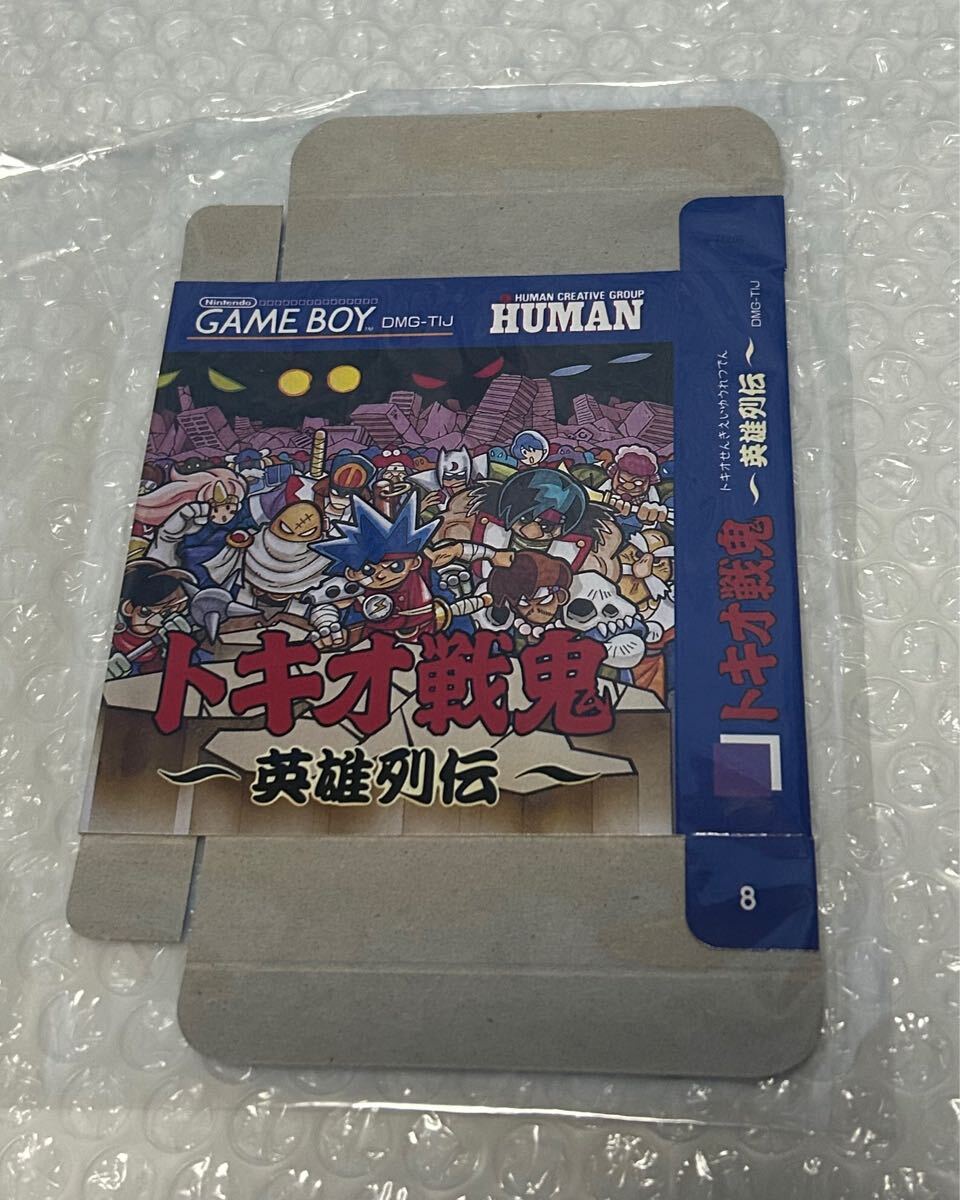 Nintendo
GAME BOY™ DMG-TIJ
HUMAN CREATIVE GROUP
HUMAN
トキオ戦鬼
～英雄列伝～
トキオ戦鬼 ～英雄列伝～ DMG-TIJ
トキオせんきえいゆうれつでん
8